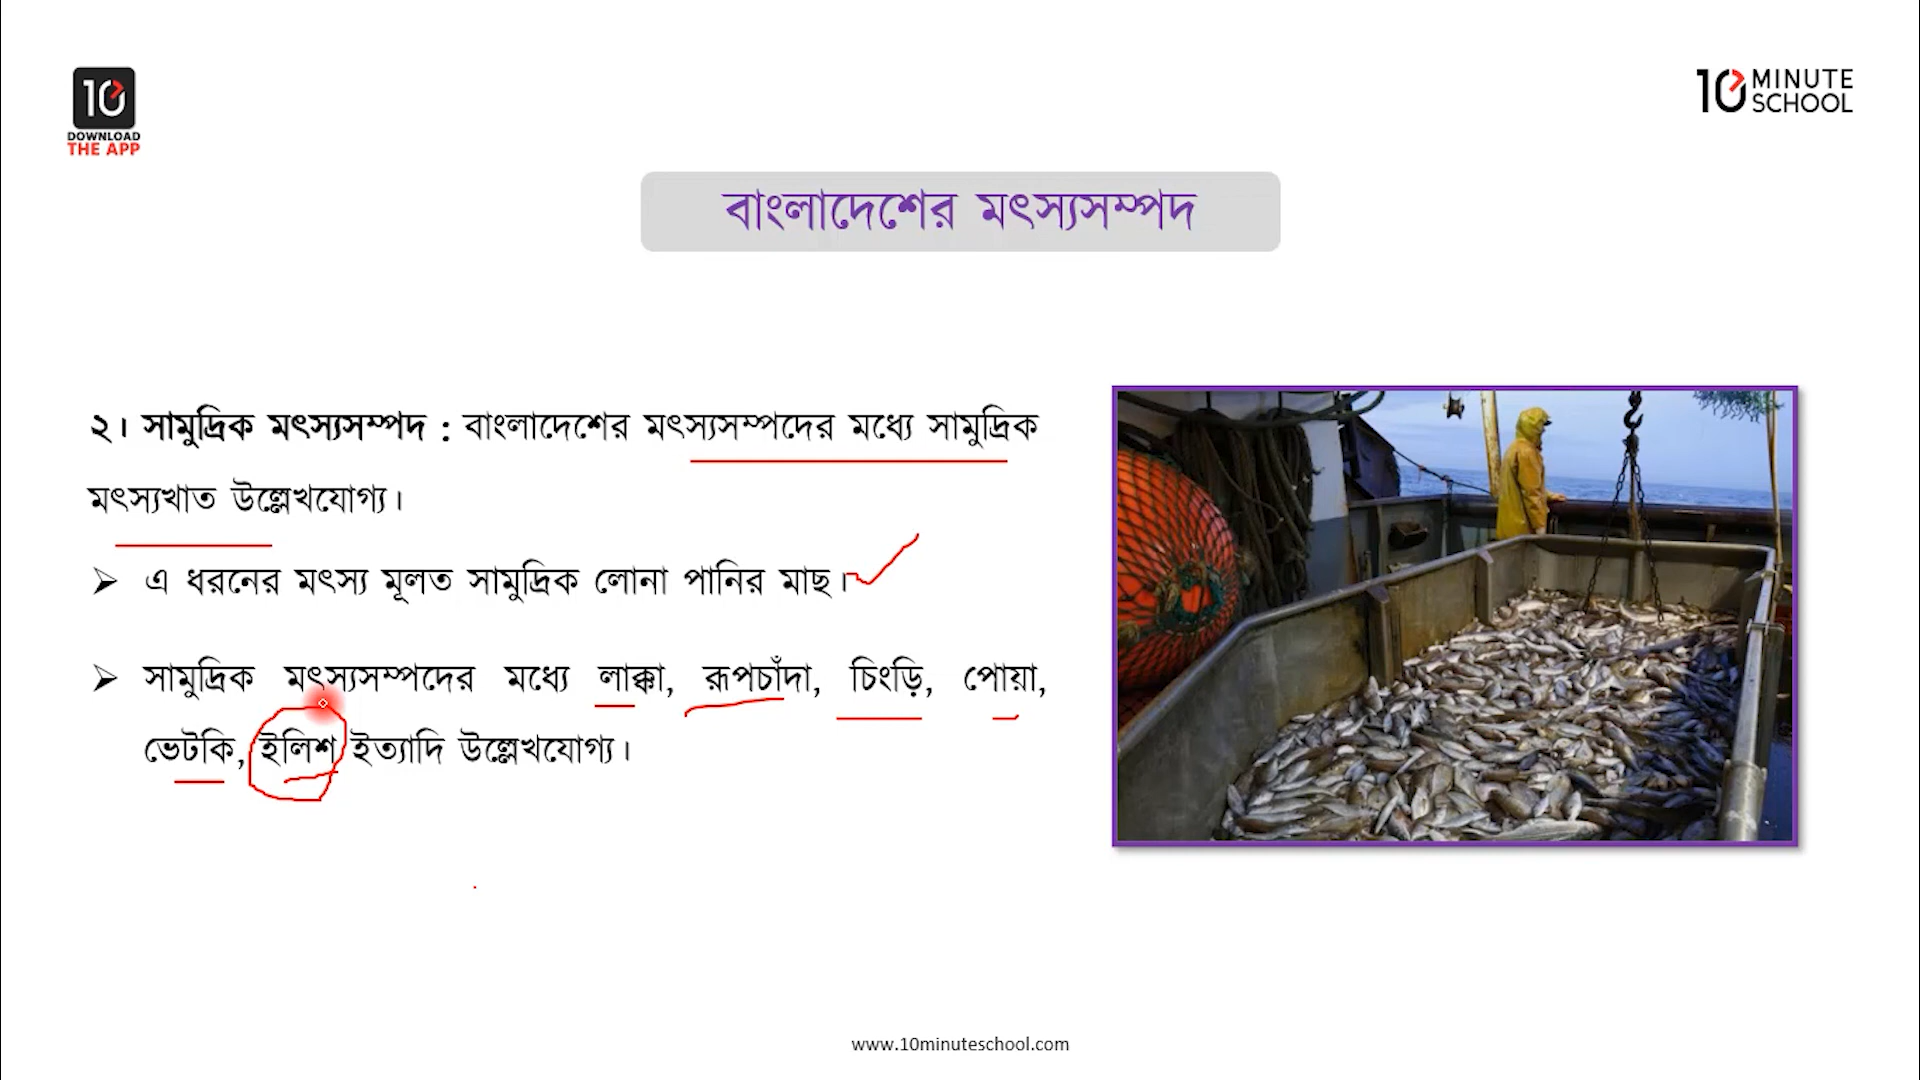 10
DOWNLOAD
THE APP
10 MINUTE
SCHOOL
বাংলাদেশের মৎস্যসম্পদ
২। সামুদ্রিক মৎস্যসম্পদ : বাংলাদেশের মৎস্যসম্পদের মধ্যে সামুদ্রিক
মৎস্যখাত উল্লেখযোগ্য।
➢ এ ধরনের মৎস্য মূলত সামুদ্রিক লোনা পানির মাছ।
➢ সামুদ্রিক মৎস্যসম্পদের মধ্যে লাক্কা, রূপচাঁদা, চিংড়ি, পোয়া,
ভেটকি, ইলিশ ইত্যাদি উল্লেখযোগ্য।
www.10minuteschool.com